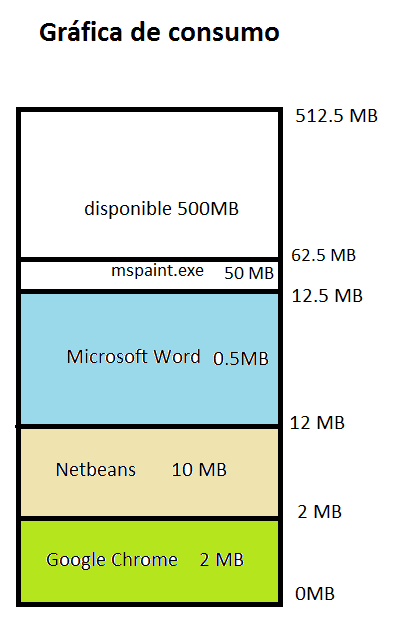 Gráfica de consumo
512.5 MB
disponible 500MB
62.5 MB
mspaint.exe 50 MB
12.5 MB
Microsoft Word 0.5MB
12 MB
Netbeans 10 MB
2 MB
Google Chrome 2 MB
0MB